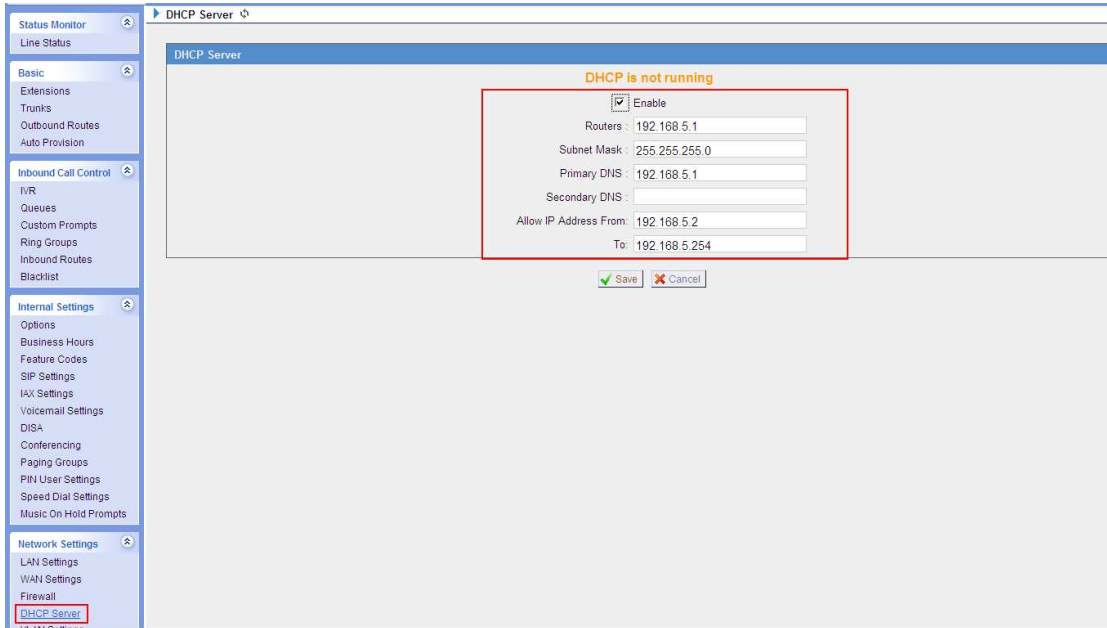 Status Monitor
Line Status
Basic
Extensions
Trunks
Outbound Routes
Auto Provision
Inbound Call Control
IVR
Queues
Custom Prompts
Ring Groups
Inbound Routes
Blacklist
Internal Settings
Options
Business Hours
Feature Codes
SIP Settings
IAX Settings
Voicemail Settings
DISA
Conferencing
Paging Groups
PIN User Settings
Speed Dial Settings
Music On Hold Prompts
Network Settings
LAN Settings
WAN Settings
Firewall
DHCP Server
DHCP Server
DHCP Server
DHCP is not running
Enable
Routers : 192.168.5.1
Subnet Mask : 255.255.255.0
Primary DNS : 192.168.5.1
Secondary DNS :
Allow IP Address From: 192.168.5.2
To: 192.168.5.254
Save Cancel